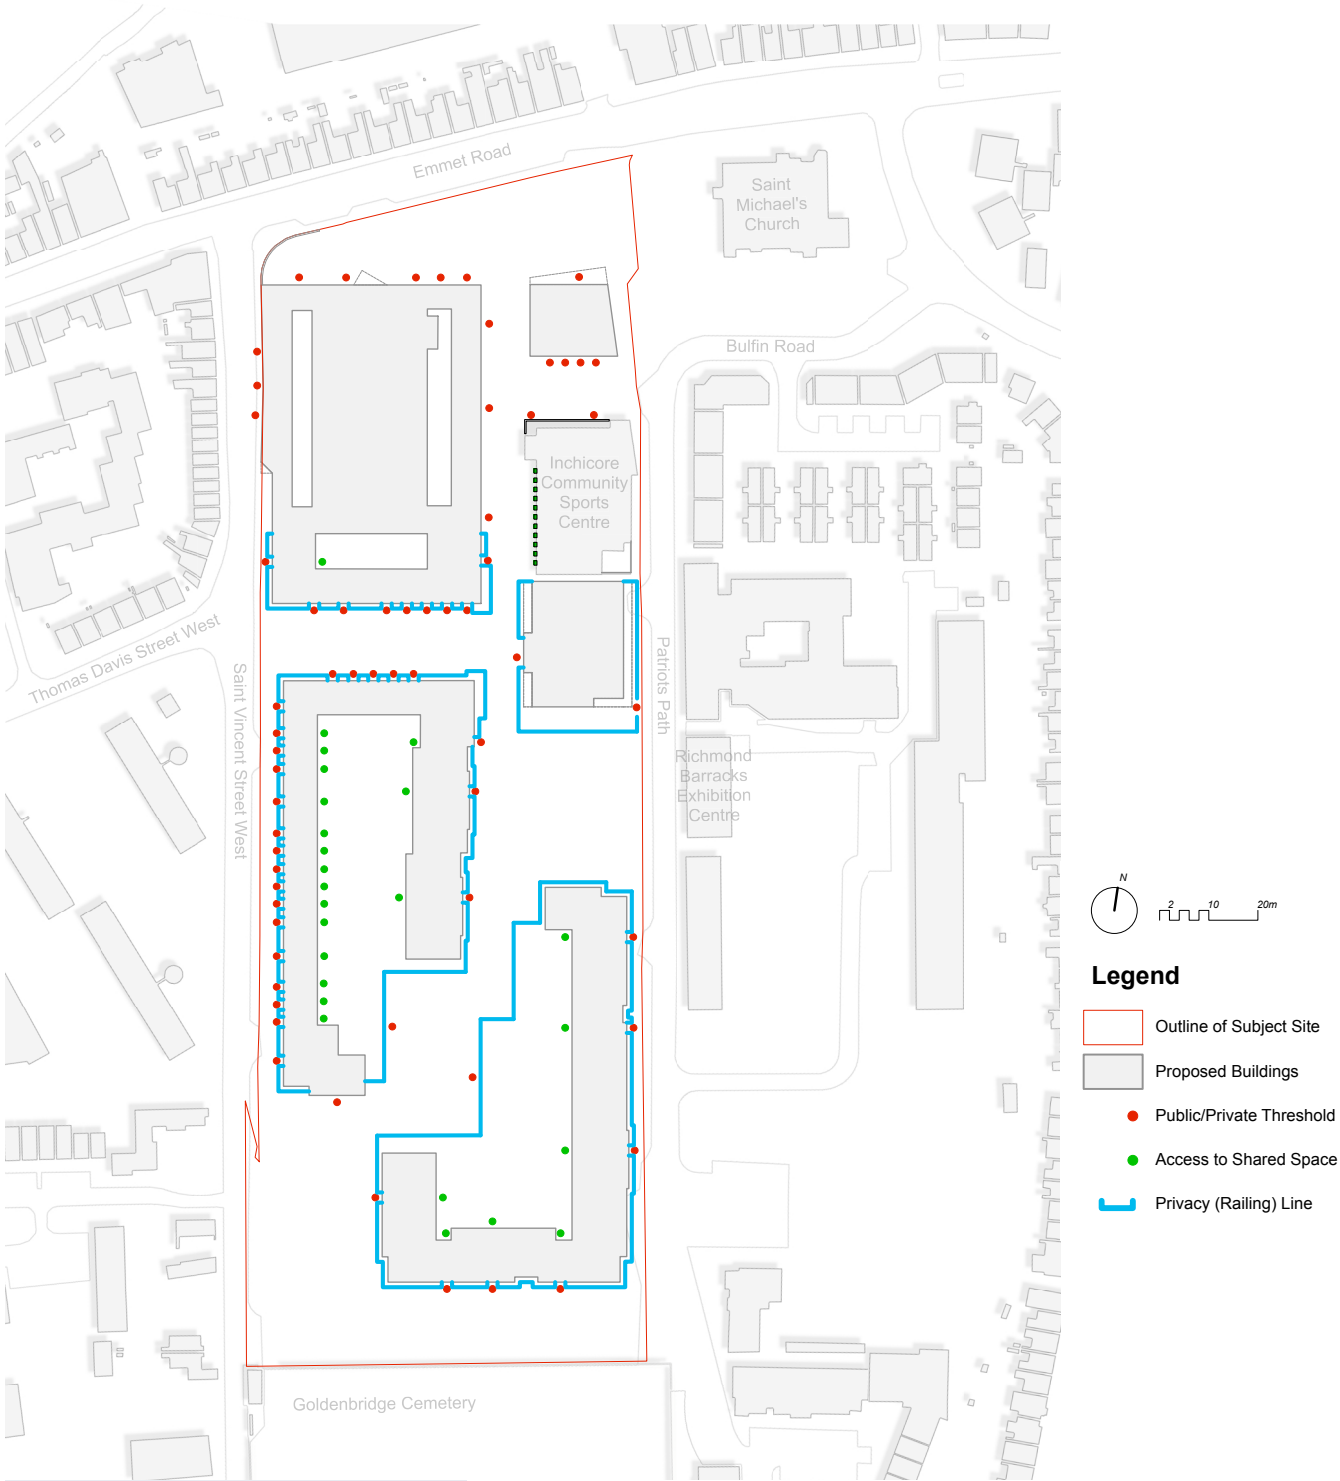 Emmet Road
Saint
Michael's
Church
Bulfin Road
Inchicore
Community
Sports
Centre
Thomas Davis Street West
Saint Vincent Street West
Patriots Path
Richmond
Barracks
Exhibition
Centre
N
2 10 20m
Legend
Outline of Subject Site
Proposed Buildings
Public/Private Threshold
Access to Shared Space
Privacy (Railing) Line
Goldenbridge Cemetery